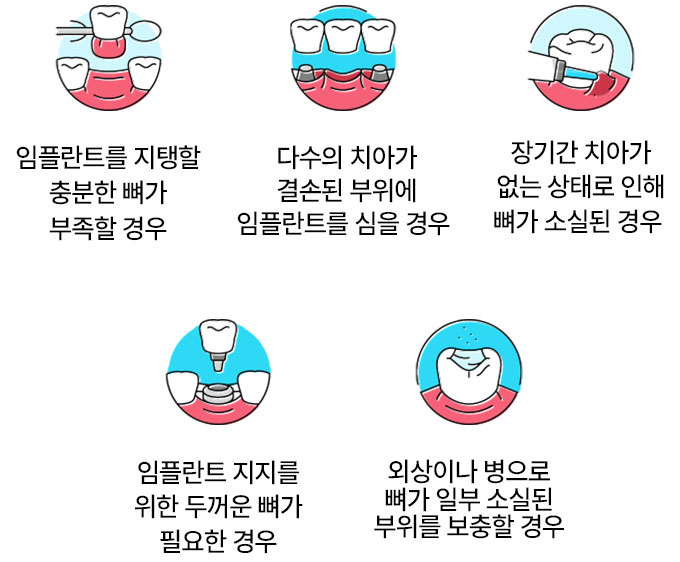 임플란트를 지탱할
충분한 뼈가
부족할 경우
다수의 치아가
결손된 부위에
임플란트를 심을 경우
장기간 치아가
없는 상태로 인해
뼈가 소실된 경우
임플란트 지지를
위한 두꺼운 뼈가
필요한 경우
외상이나 병으로
뼈가 일부 소실된
부위를 보충할 경우